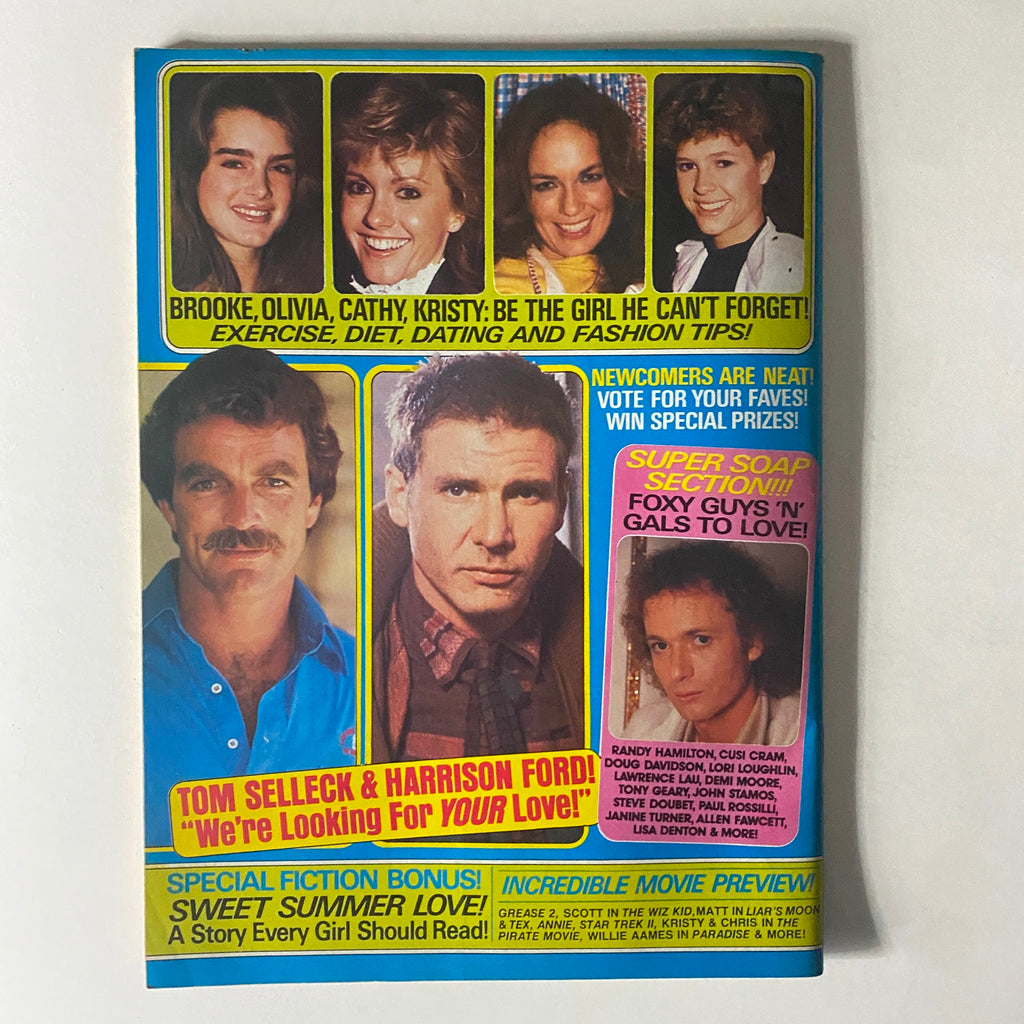 BROOKE, OLIVIA, CATHY, KRISTY: BE THE GIRL HE CAN'T FORGET!
EXERCISE, DIET, DATING AND FASHION TIPS!
NEWCOMERS ARE NEAT!
VOTE FOR YOUR FAVES!
WIN SPECIAL PRIZES!
SUPER SOAP
SECTION!!!
FOXY GUYS 'N'
GALS TO LOVE!
RANDY HAMILTON, CUSI CRAM,
DOUG DAVIDSON, LORI LOUGHLIN,
LAWRENCE LAU, DEMI MOORE,
TONY GEARY, JOHN STAMOS,
STEVE DOUBET, PAUL ROSSILLI,
JANINE TURNER, ALLEN FAWCETT,
LISA DENTON & MORE!
TOM SELLECK & HARRISON FORD!
"We're Looking For YOUR Love!"
SPECIAL FICTION BONUS!
SWEET SUMMER LOVE!
A Story Every Girl Should Read!
INCREDIBLE MOVIE PREVIEW!
GREASE 2, SCOTT IN THE WIZ KID, MATT IN LIAR'S MOON
& TEX, ANNIE, STAR TREK II, KRISTY & CHRIS IN THE
PIRATE MOVIE, WILLIE AAMES IN PARADISE & MORE!